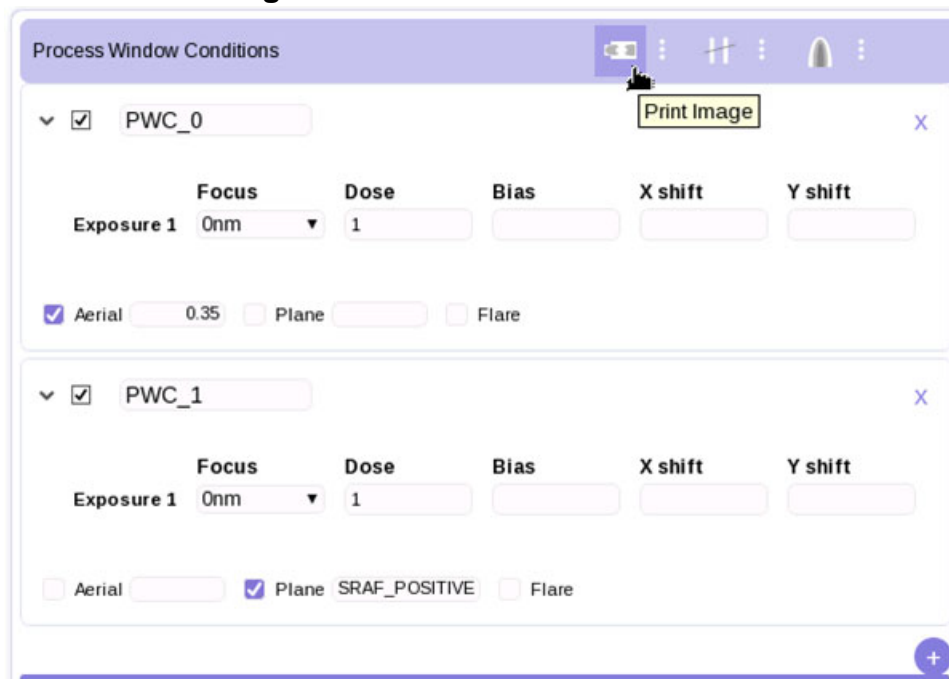 Process Window Conditions
Print Image
PWC_0
X
Focus Dose Bias X shift Y shift
Exposure 1 0nm 1
Aerial 0.35 Plane Flare
PWC_1
X
Focus Dose Bias X shift Y shift
Exposure 1 0nm 1
Aerial Plane SRAF_POSITIVE Flare
+